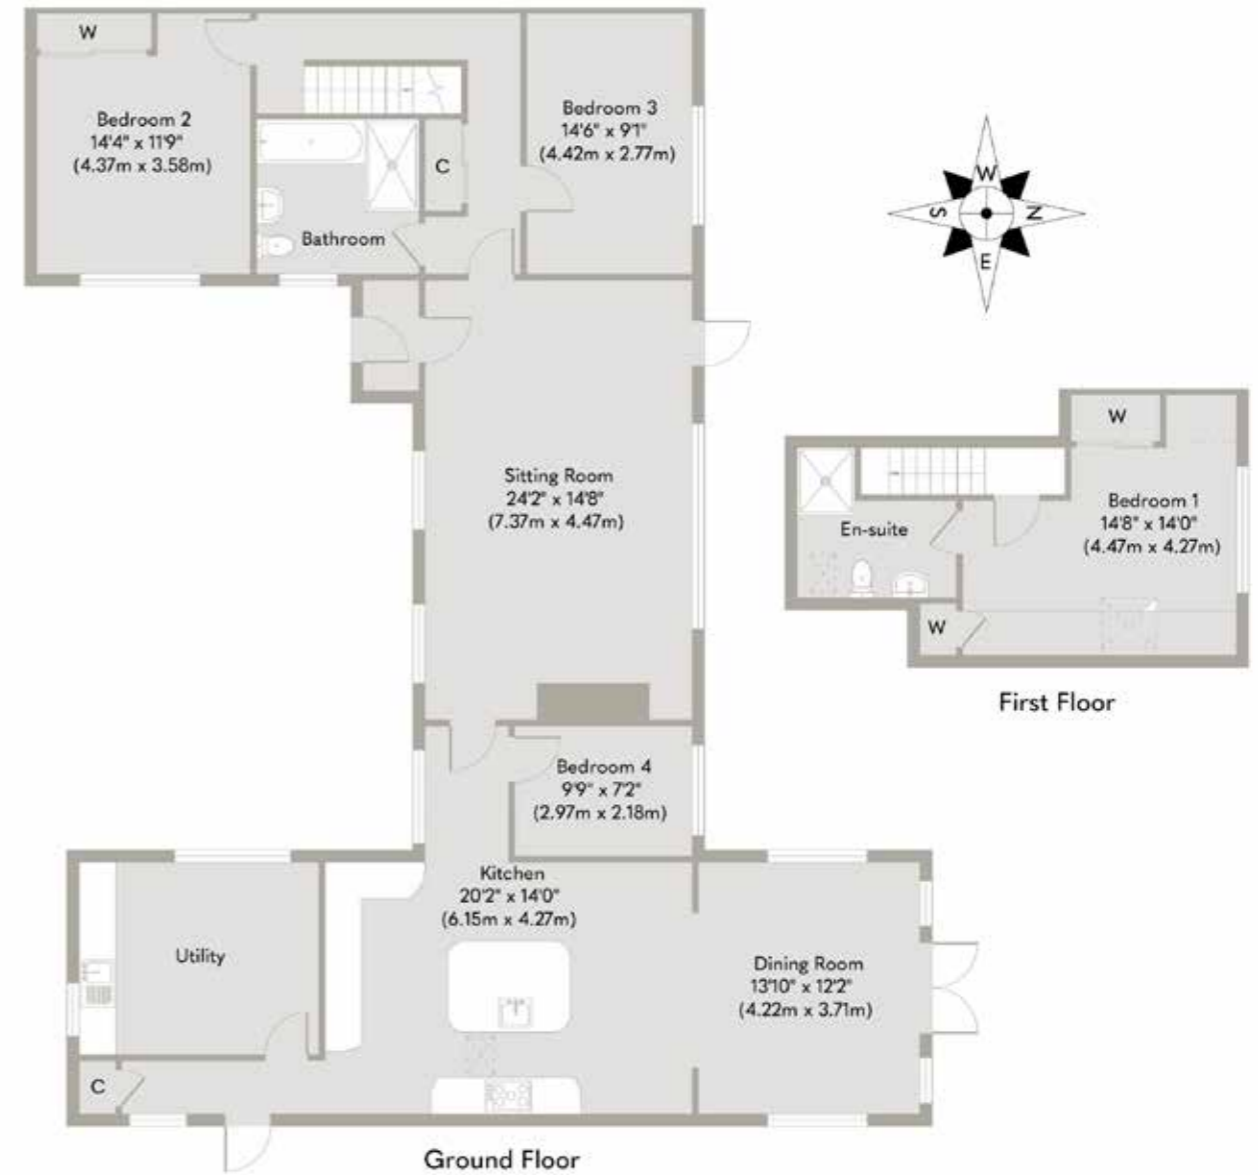 W
Bedroom 2
14'4" x 11'9"
(4.37m x 3.58m)
Bedroom 3
14'6" x 9'1"
(4.42m x 2.77m)
C
Bathroom
W
S
N
E
Sitting Room
24'2" x 14'8"
(7.37m x 4.47m)
W
Bedroom 1
14'8" x 14'0"
(4.47m x 4.27m)
En-suite
W
First Floor
Bedroom 4
9'9" x 7'2"
(2.97m x 2.18m)
Kitchen
20'2" x 14'0"
(6.15m x 4.27m)
Utility
Dining Room
13'10" x 12'2"
(4.22m x 3.71m)
C
Ground Floor